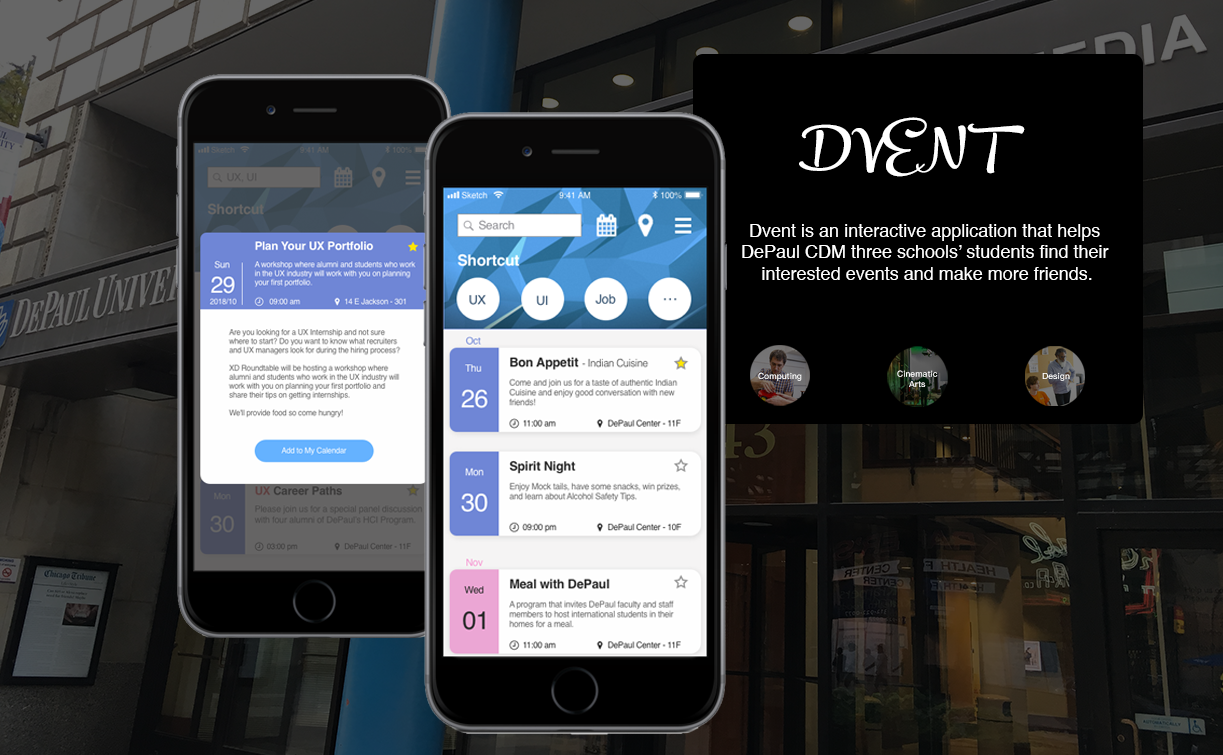 EDIA
DEPAUL UNIVER
Chicago Tribune
43
CENTER
HEALTH F
CENTER
AUTOMATICALLY
Sketch
9:41 AM
100%
UX, UI
Shortcut
Plan Your UX Portfolio
Sun
29
2018/10
A workshop where alumni and students who work
in the UX industry will work with you on planning
your first portfolio.
09:00 am
14 E Jackson - 301
Are you looking for a UX Internship and not sure
where to start? Do you want to know what recruiters
and UX managers look for during the hiring process?
XD Roundtable will be hosting a workshop where
alumni and students who work in the UX industry will
work with you on planning your first portfolio and
share their tips on getting internships.
We'll provide food so come hungry!
Add to My Calendar
Mon
30
UX Career Paths
Please join us for a special panel discussion
with four alumni of DePaul's HCI Program.
03:00 pm
DePaul Center - 11F
Sketch
9:41 AM
100%
Search
Shortcut
UX
UI
Job
...
Oct
Thu
26
Bon Appetit - Indian Cuisine
Come and join us for a taste of authentic Indian
Cuisine and enjoy good conversation with new
friends!
11:00 am
DePaul Center - 11F
Mon
30
Spirit Night
Enjoy Mock tails, have some snacks, win prizes,
and learn about Alcohol Safety Tips.
09:00 pm
DePaul Center - 10F
Nov
Wed
01
Meal with DePaul
A program that invites DePaul faculty and staff
members to host international students in their
homes for a meal.
11:00 am
DePaul Center - 11F
DVENT
Dvent is an interactive application that helps
DePaul CDM three schools' students find their
interested events and make more friends.
Computing
Cinematic
Arts
Design